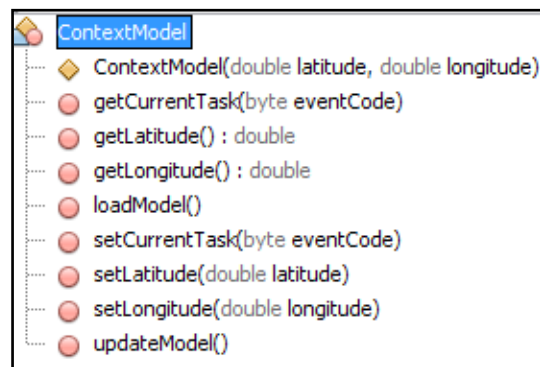 ContextModel
ContextModel(double latitude, double longitude)
getCurrentTask(byte eventCode)
getLatitude() : double
getLongitude() : double
loadModel()
setCurrentTask(byte eventCode)
setLatitude(double latitude)
setLongitude(double longitude)
updateModel()